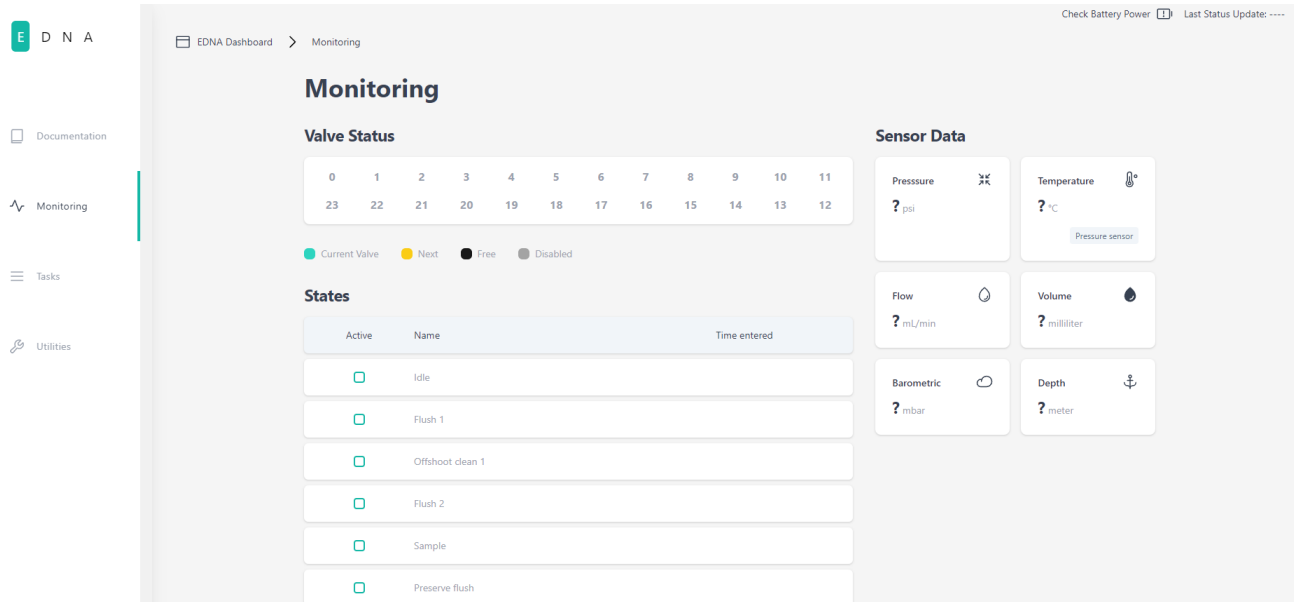 Check Battery Power Last Status Update: ----
E D N A
EDNA Dashboard Monitoring
Monitoring
Documentation
Monitoring
Tasks
Utilities
Valve Status
0 1 2 3 4 5 6 7 8 9 10 11
23 22 21 20 19 18 17 16 15 14 13 12
Current Valve Next Free Disabled
States
Active Name Time entered
Idle
Flush 1
Offshoot clean 1
Flush 2
Sample
Preserve flush
Sensor Data
Presssure
? psi
Temperature
? °C
Pressure sensor
Flow
? mL/min
Volume
? milliliter
Barometric
? mbar
Depth
? meter